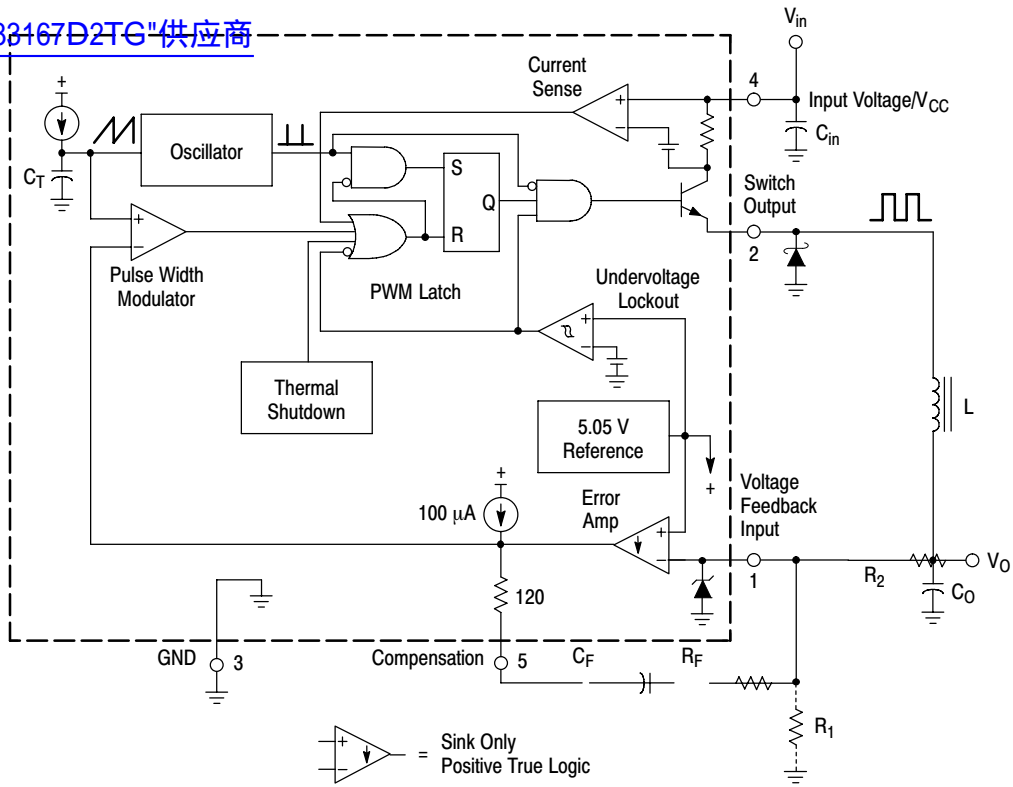 33167D2TG"供应商
Vin
+
Current
Sense
4
Input Voltage/VCC
+
−
Cin
Oscillator
CT
S
Q
R
Switch
Output
2
+
−
Pulse Width
Modulator
PWM Latch
Undervoltage
Lockout
+
−
Thermal
Shutdown
L
5.05 V
Reference
+
+
100 µA
Error
Amp
Voltage
Feedback
Input
+
−
1
R2
VO
CO
120
GND
3
Compensation
5
CF
RF
R1
+
−
=
Sink Only
Positive True Logic